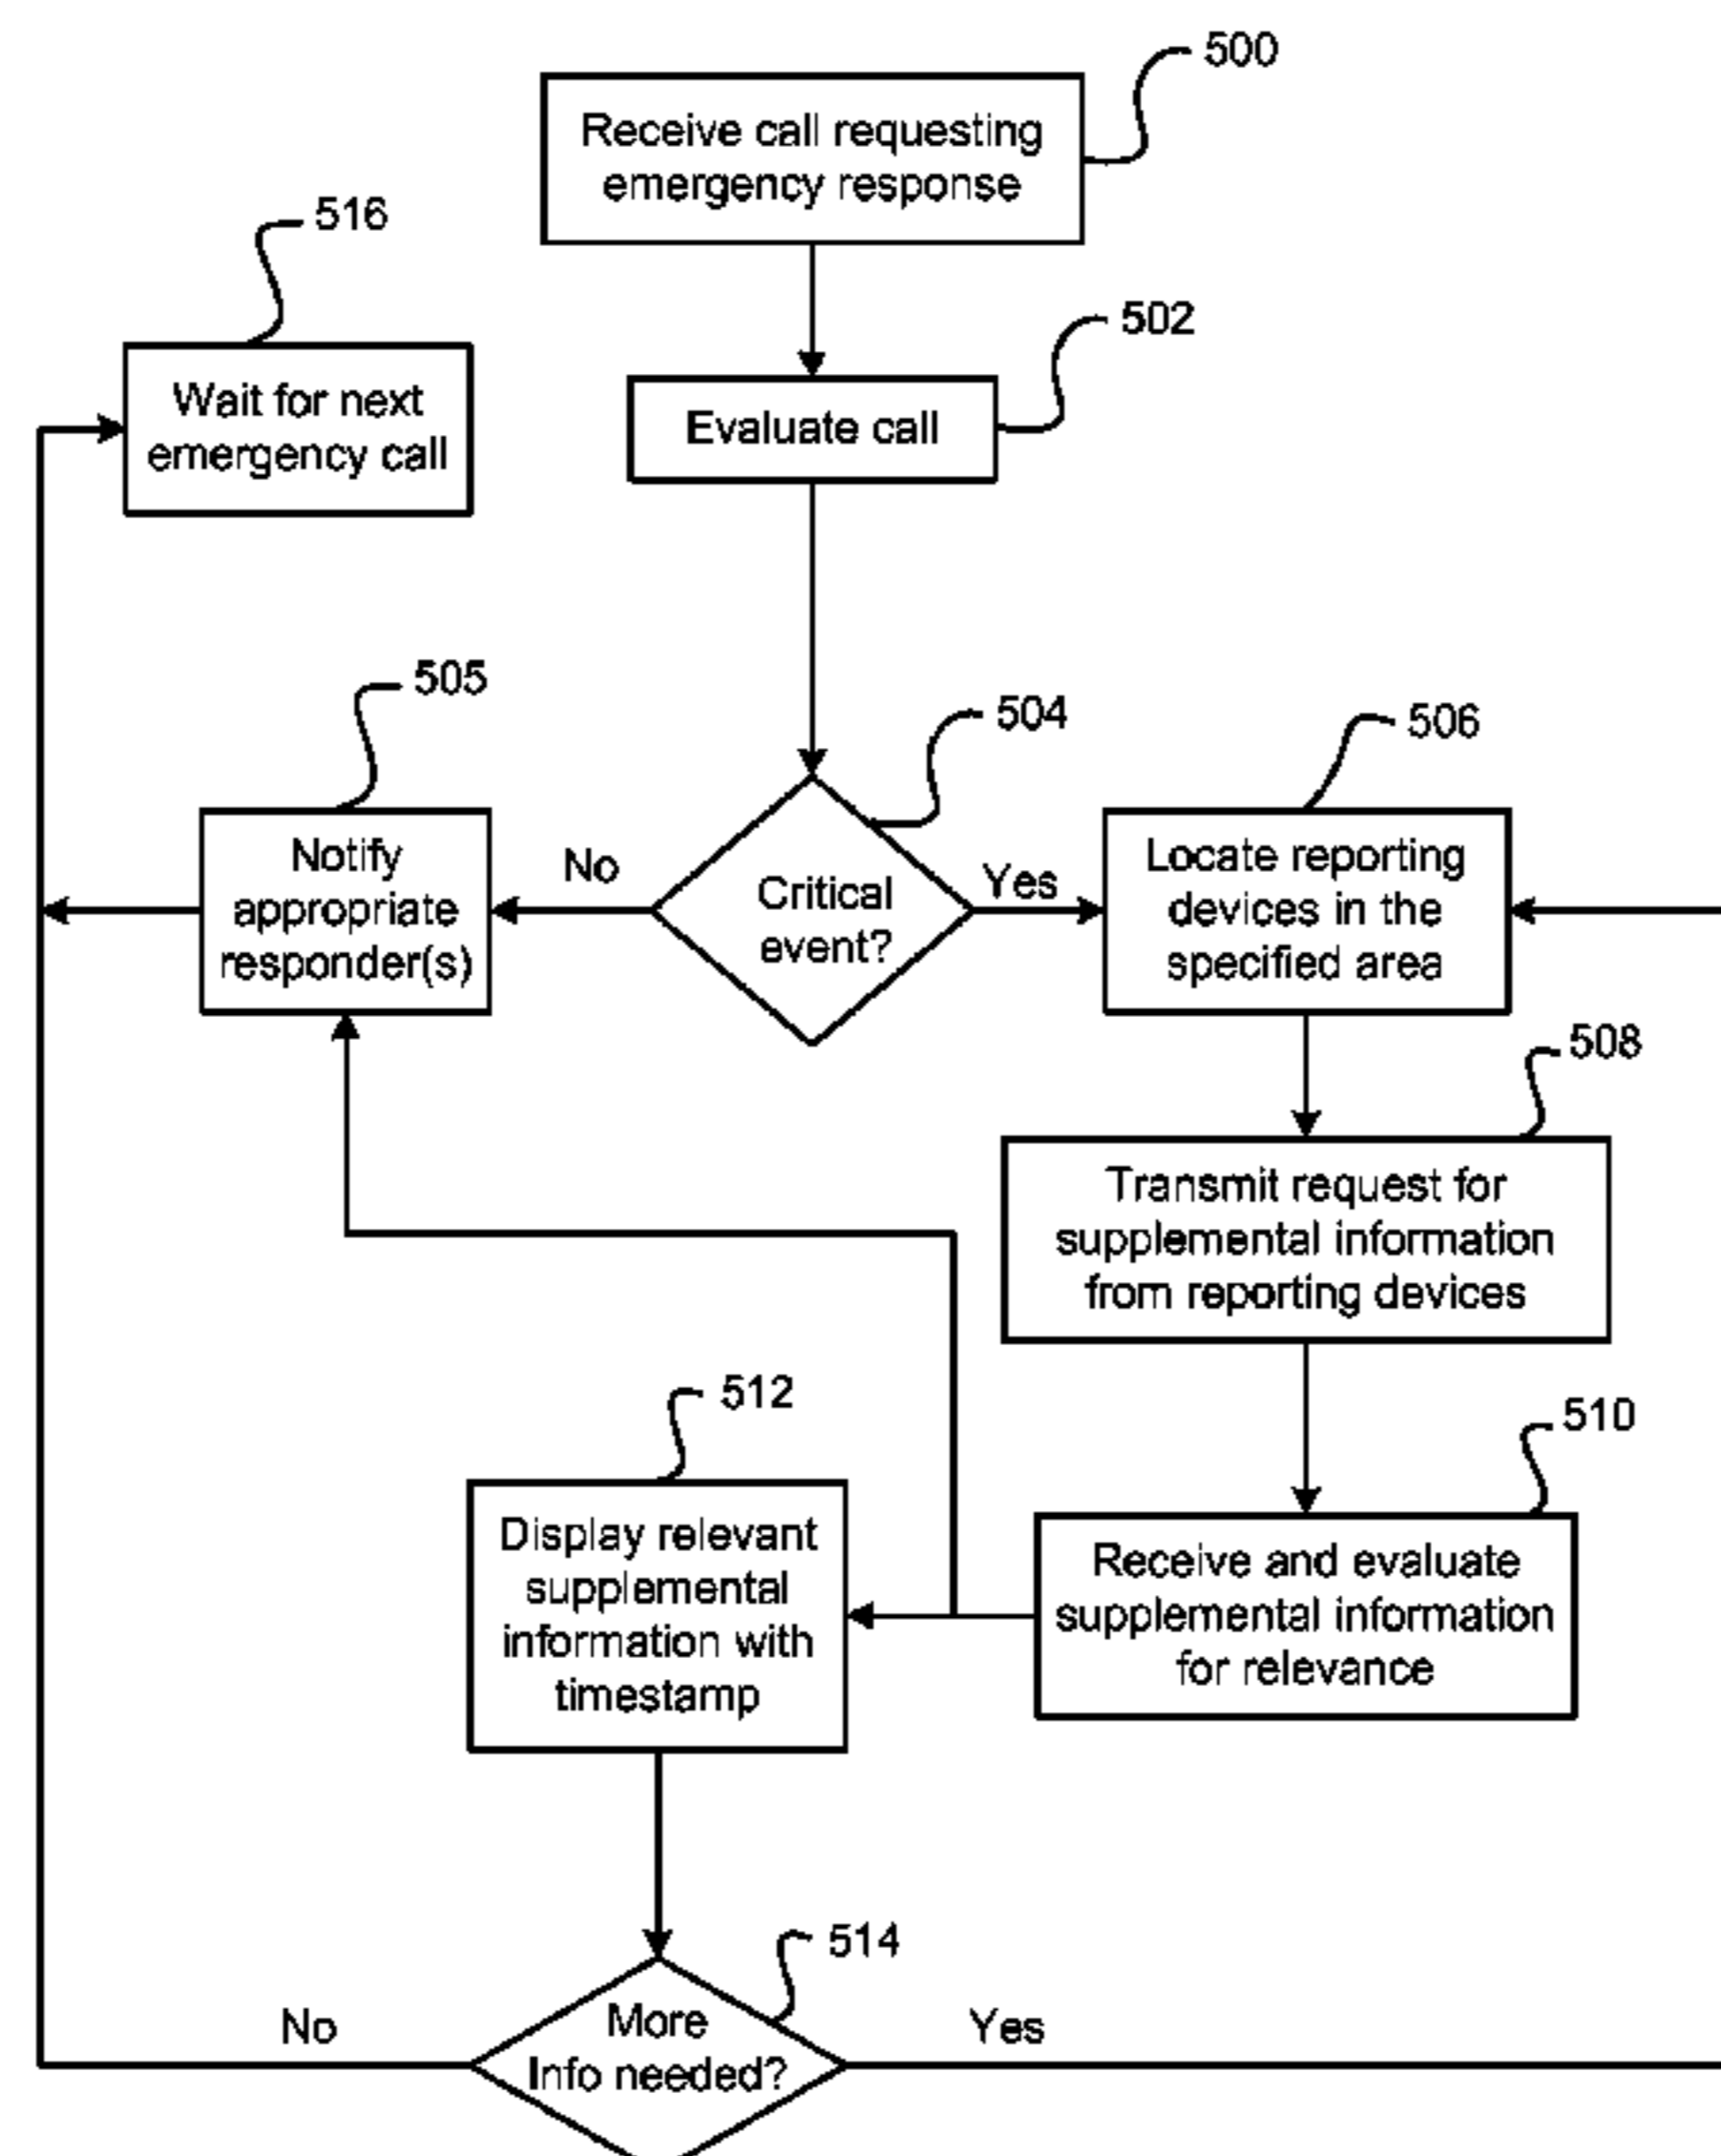 500
Receive call requesting
emergency response
516
502
Wait for next
emergency call
Evaluate call
505
504
506
Notify
appropriate
responder(s)
No
Critical
event?
Yes
Locate reporting
devices in the
specified area
508
Transmit request for
supplemental information
from reporting devices
512
510
Display relevant
supplemental
information with
timestamp
Receive and evaluate
supplemental information
for relevance
514
No
More
Info needed?
Yes